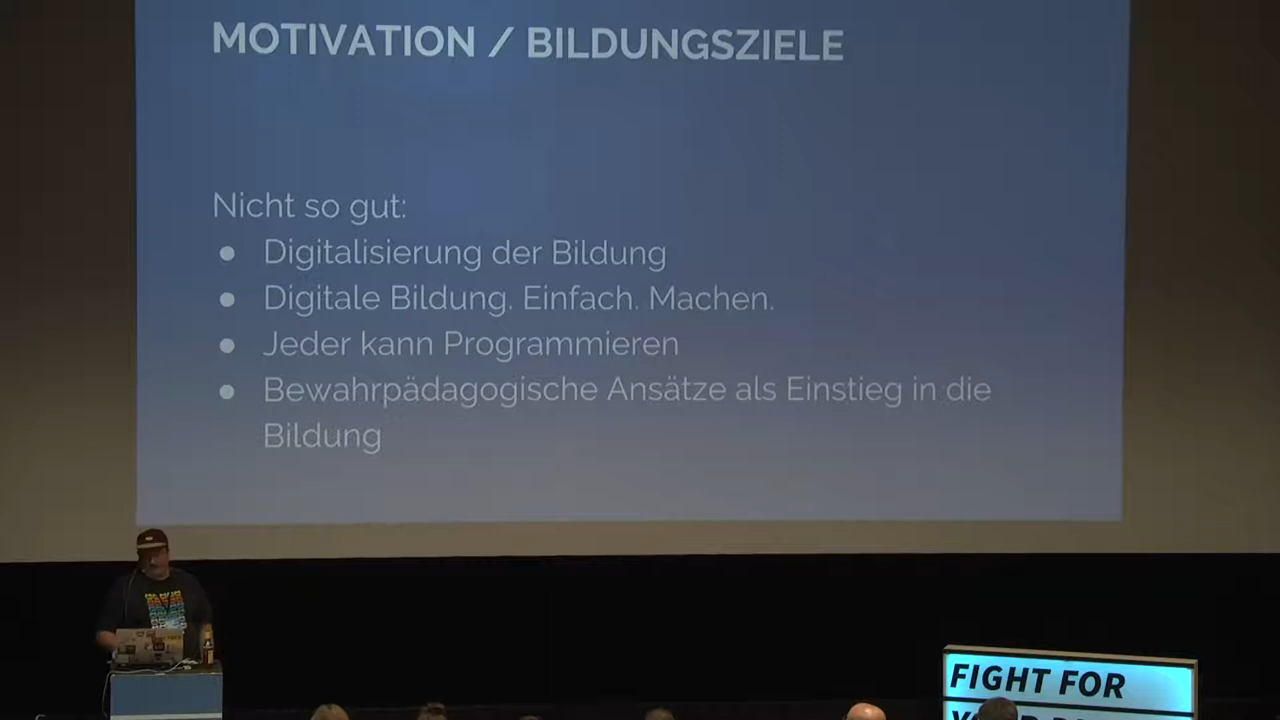 MOTIVATION / BILDUNGSZIELE
Nicht so gut:
● Digitalisierung der Bildung
● Digitale Bildung. Einfach. Machen.
● Jeder kann Programmieren
● Bewahrpädagogische Ansätze als Einstieg in die
Bildung
FIGHT FOR